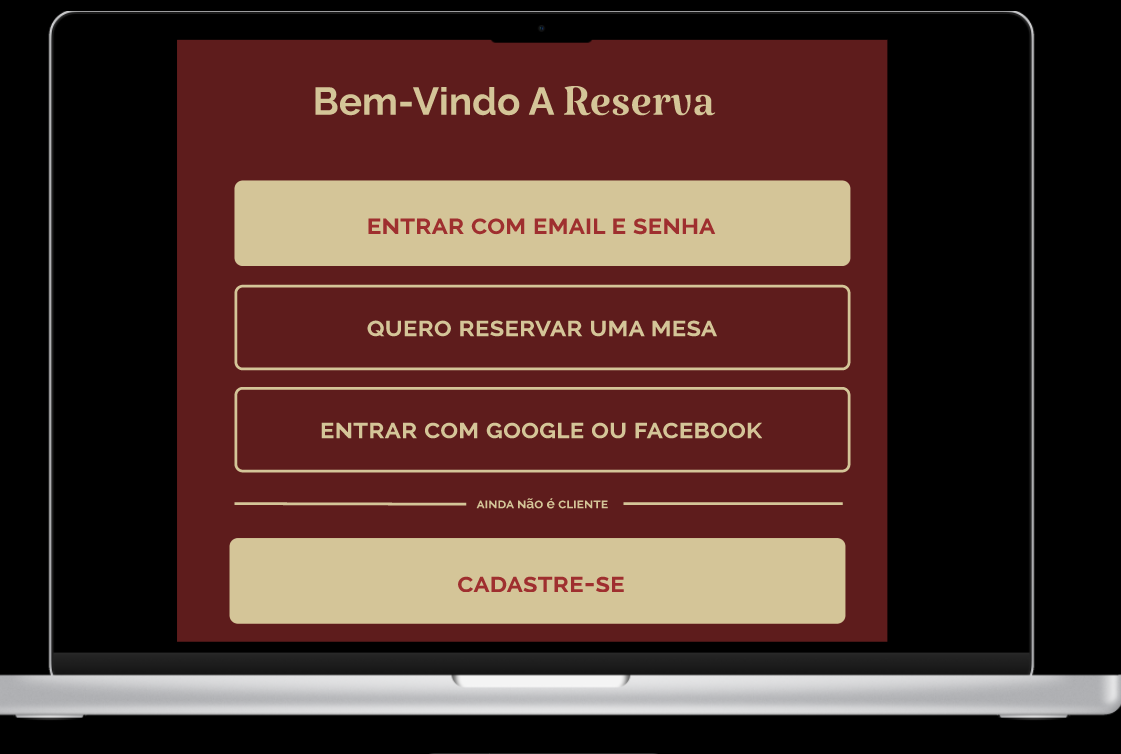 Bem-Vindo A Reserva
ENTRAR COM EMAIL E SENHA
QUERO RESERVAR UMA MESA
ENTRAR COM GOOGLE OU FACEBOOK
AINDA NãO é CLIENTE
CADASTRE-SE